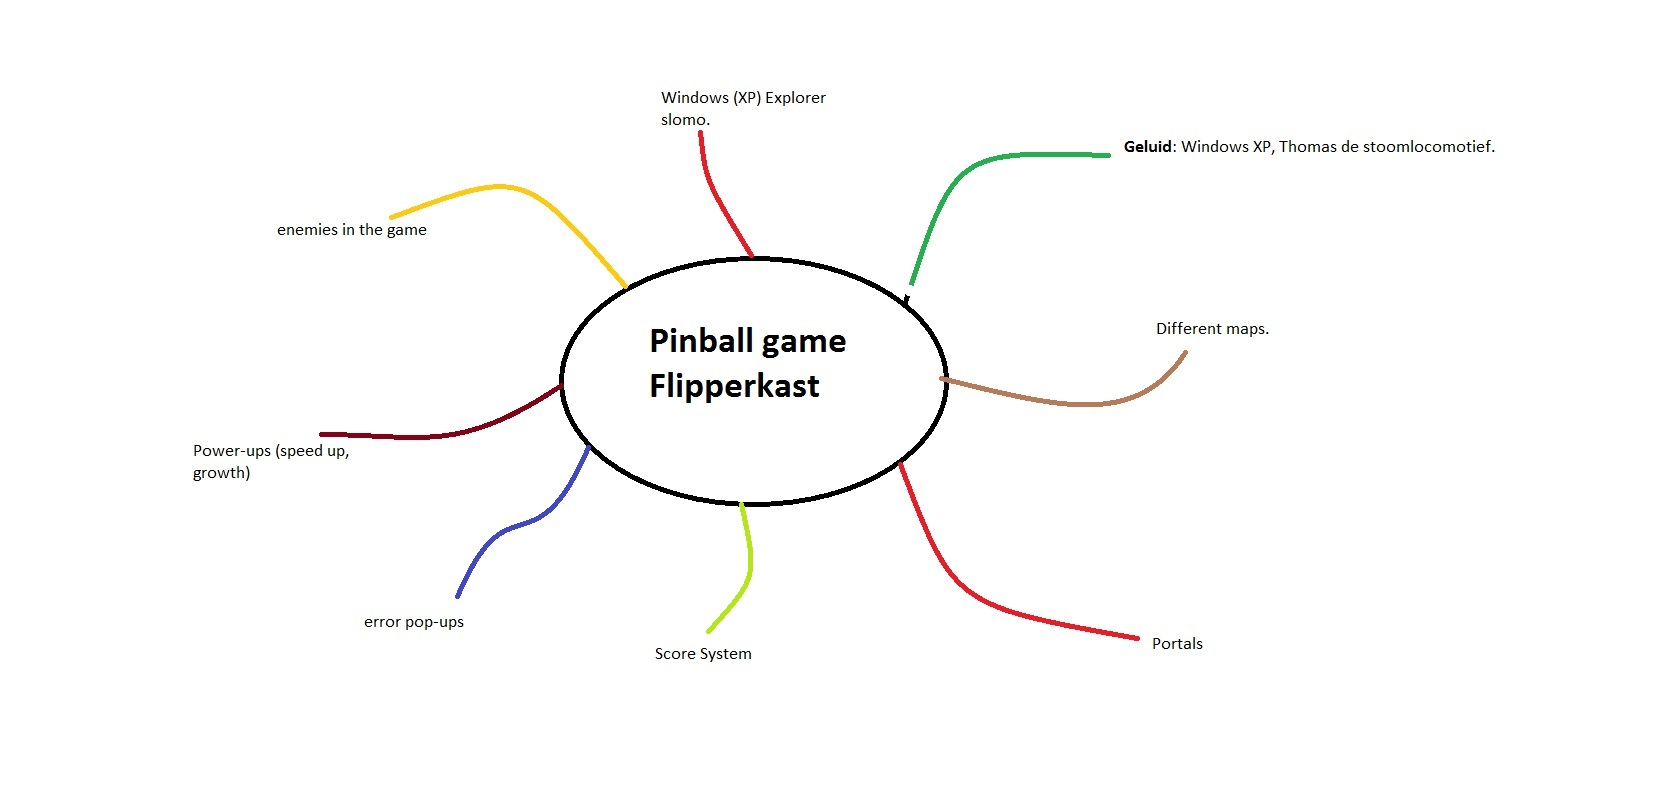 Windows (XP) Explorer
slomo.
Geluid: Windows XP, Thomas de stoomlocomotief.
enemies in the game
Different maps.
Pinball game
Flipperkast
Power-ups (speed up,
growth)
error pop-ups
Score System
Portals